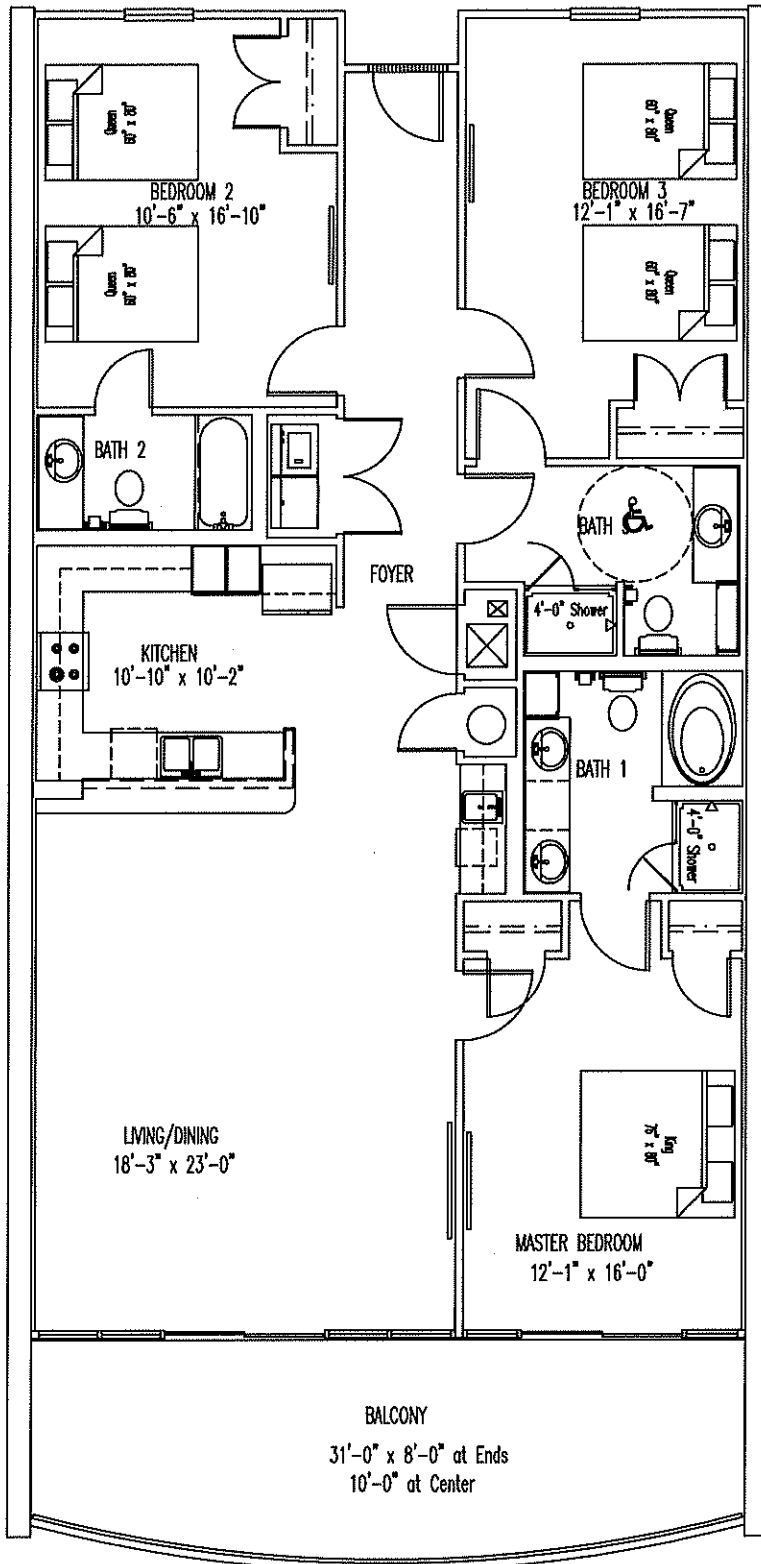 Queen
60" x 80"
Queen
60" x 80"
BEDROOM 2
10'-6" x 16'-10"
BEDROOM 3
12'-1" x 16'-7"
Queen
60" x 80"
Queen
60" x 80"
BATH 2
BATH 3
FOYER
4'-0" Shower
KITCHEN
10'-10" x 10'-2"
BATH 1
4'-0" Shower
LIVING/DINING
18'-3" x 23'-0"
King
76" x 80"
MASTER BEDROOM
12'-1" x 16'-0"
BALCONY
31'-0" x 8'-0" at Ends
10'-0" at Center